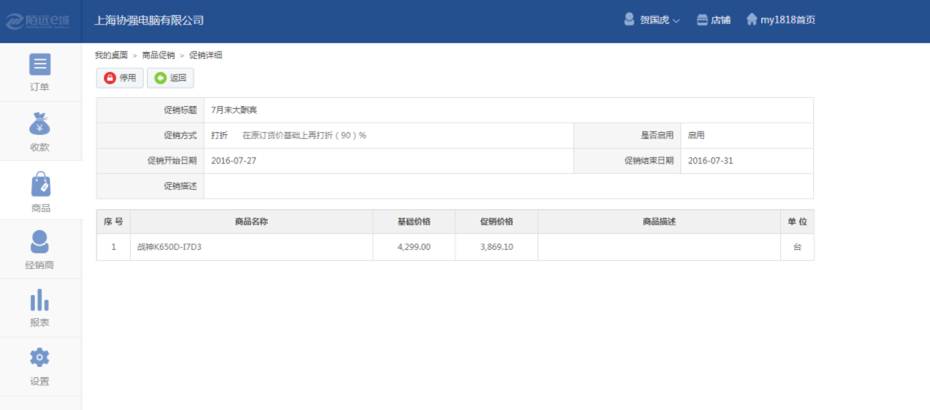 陌远e城 上海协强电脑有限公司 贺国虎 店铺 my1818首页
我的桌面 > 商品促销 > 促销详细
停用 返回
订单
收款
商品
经销商
报表
设置
促销标题 7月末大酬宾
促销方式 打折 在原订货价基础上再打折（90）% 是否启用 启用
促销开始日期 2016-07-27 促销结束日期 2016-07-31
促销描述
序号 商品名称 基础价格 促销价格 商品描述 单位
1 战神K650D-I7D3 4,299.00 3,869.10 台